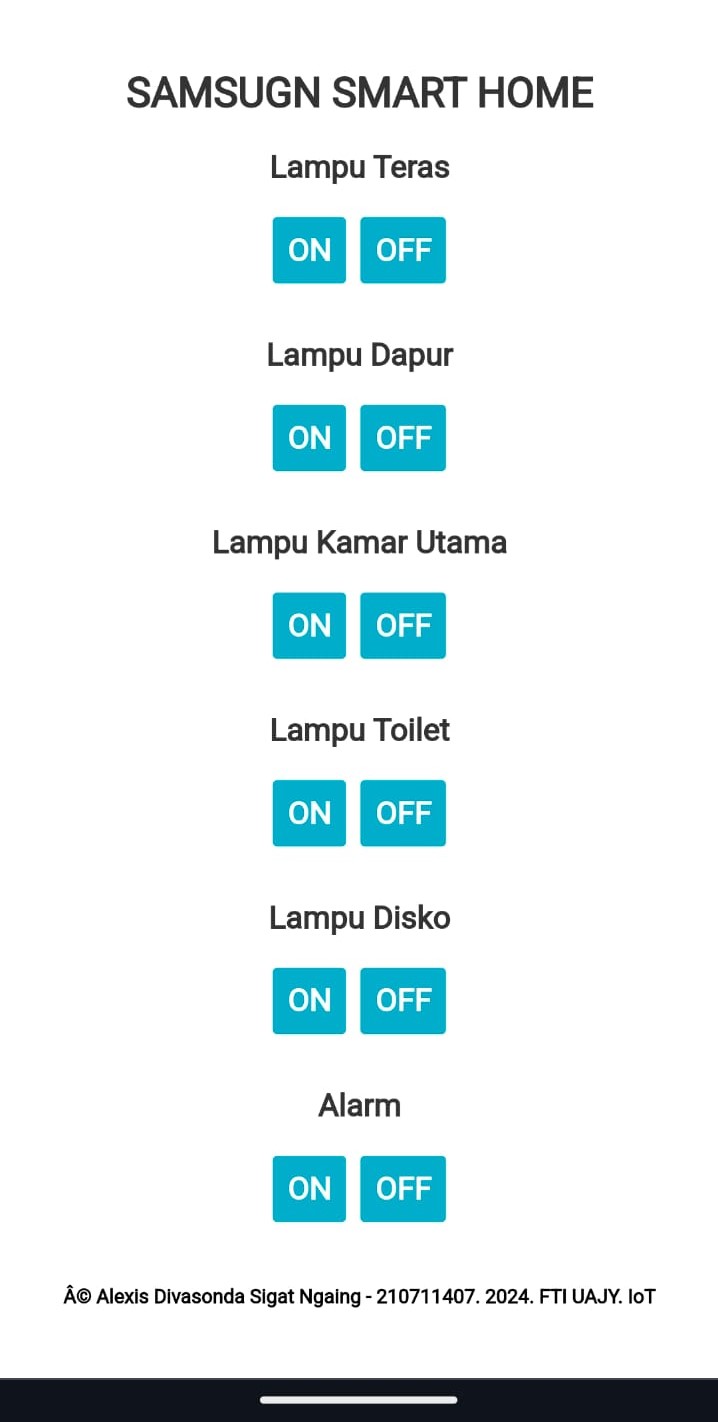 SAMSUGN SMART HOME
Lampu Teras
ON OFF
Lampu Dapur
ON OFF
Lampu Kamar Utama
ON OFF
Lampu Toilet
ON OFF
Lampu Disko
ON OFF
Alarm
ON OFF
Â© Alexis Divasonda Sigat Ngaing - 210711407. 2024. FTI UAJY. IoT